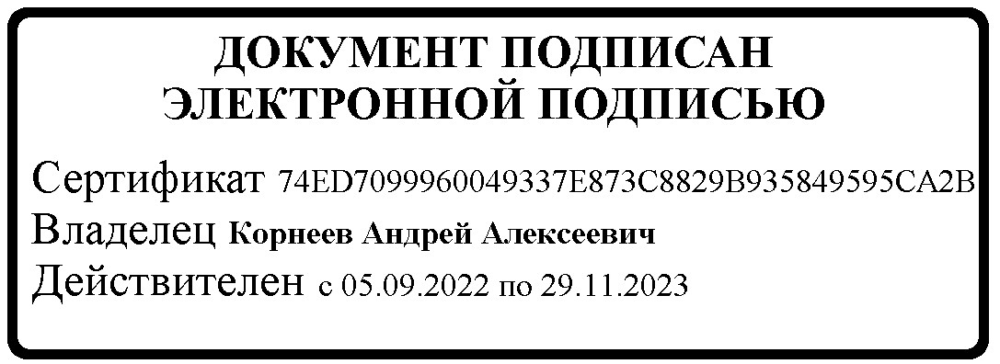 ДОКУМЕНТ ПОДПИСАН
ЭЛЕКТРОННОЙ ПОДПИСЬЮ
Сертификат 74ED7099960049337E873C8829B935849595CA2B
Владелец Корнеев Андрей Алексеевич
Действителен с 05.09.2022 по 29.11.2023